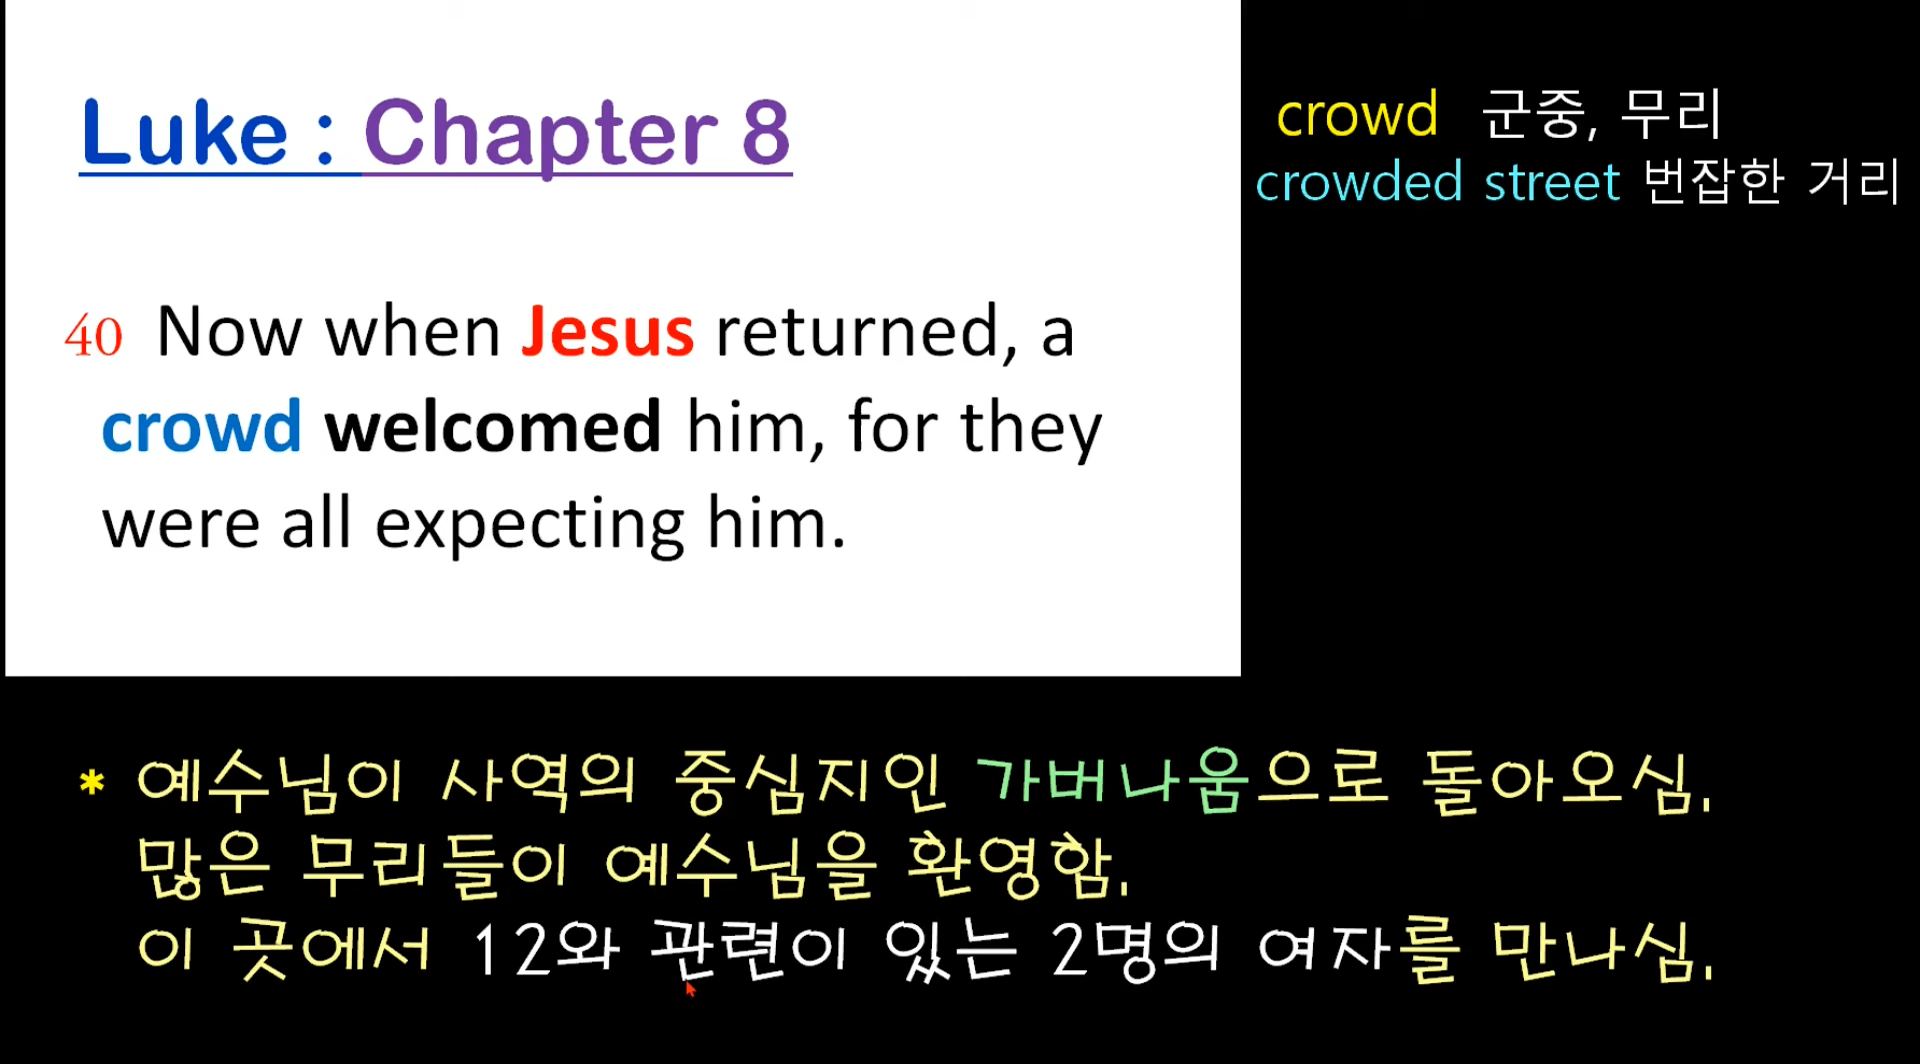 Luke : Chapter 8
40 Now when Jesus returned, a
crowd welcomed him, for they
were all expecting him.
crowd 군중, 무리
crowded street 번잡한 거리
* 예수님이 사역의 중심지인 가버나움으로 돌아오심.
많은 무리들이 예수님을 환영함.
이 곳에서 12와 관련이 있는 2명의 여자를 만나심.